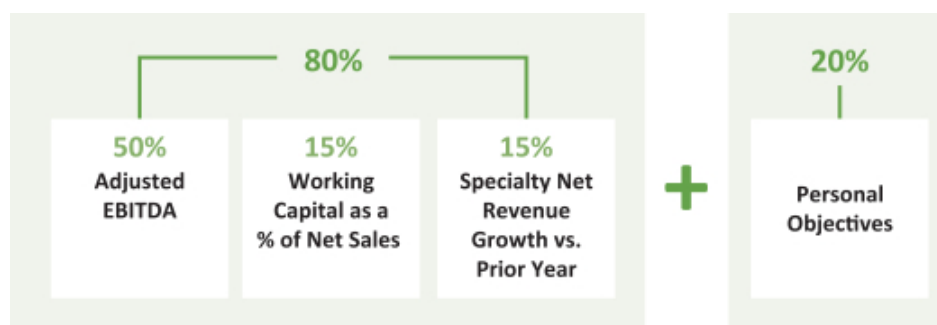 80%
20%
50%
Adjusted
EBITDA
15%
Working
Capital as a
% of Net Sales
15%
Specialty Net
Revenue
Growth vs.
Prior Year
+
Personal
Objectives